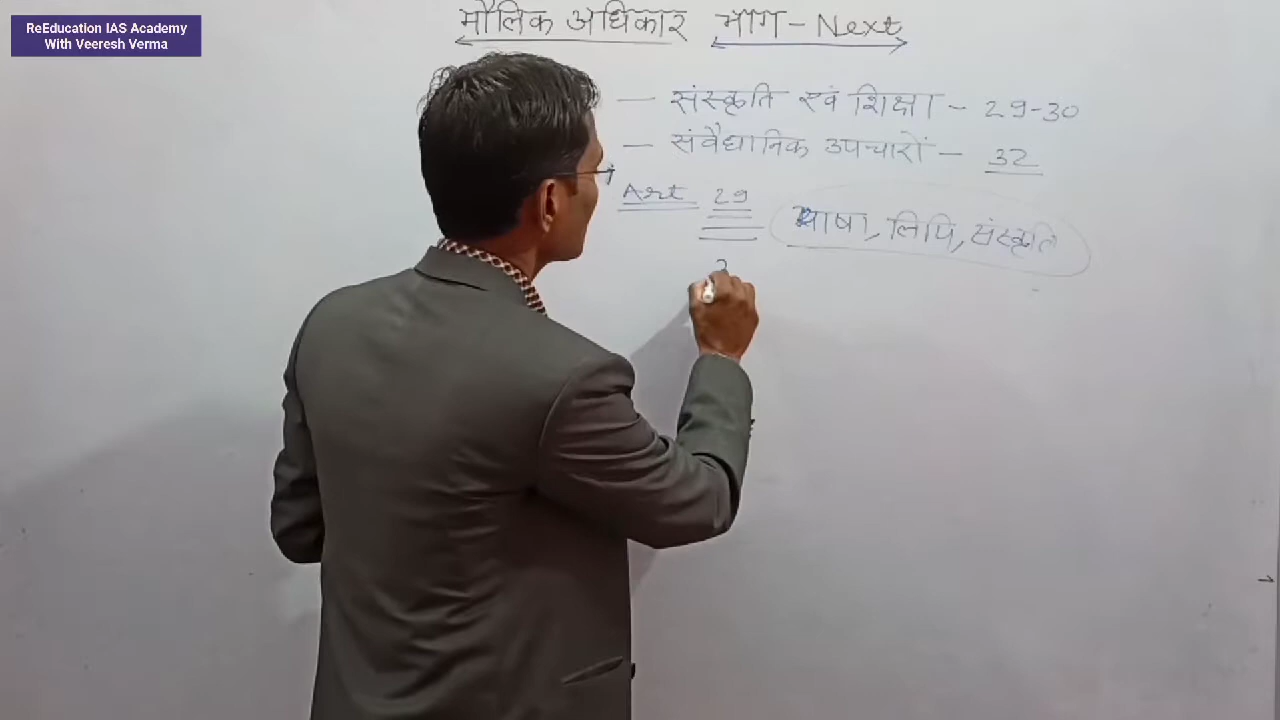 ReEducation IAS Academy
With Veeresh Verma
मौलिक अधिकार भाग - Next
— संस्कृति एवं शिक्षा - 29-30
— संवैधानिक उपचारों - 32
Art 29 भाषा, लिपि, संस्कृति